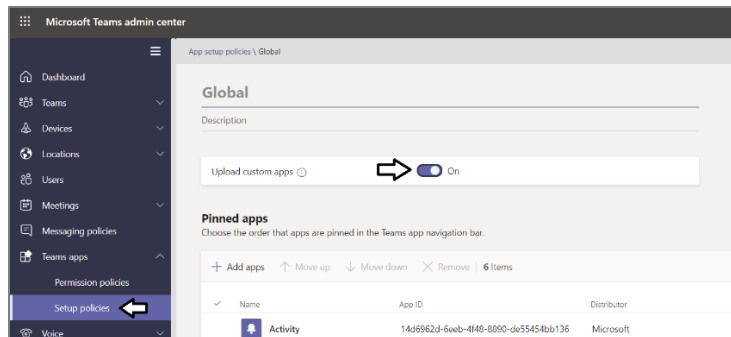 Microsoft Teams admin center
App setup policies \ Global
Dashboard
Teams
Devices
Locations
Users
Meetings
Messaging policies
Teams apps
Permission policies
Setup policies
Voice
Global
Description
Upload custom apps
On
Pinned apps
Choose the order that apps are pinned in the Teams app navigation bar.
Add apps Move up Move down Remove | 6 Items
Name App ID Distributor
Activity 14d6962d-6eeb-4f48-8890-de55454bb136 Microsoft